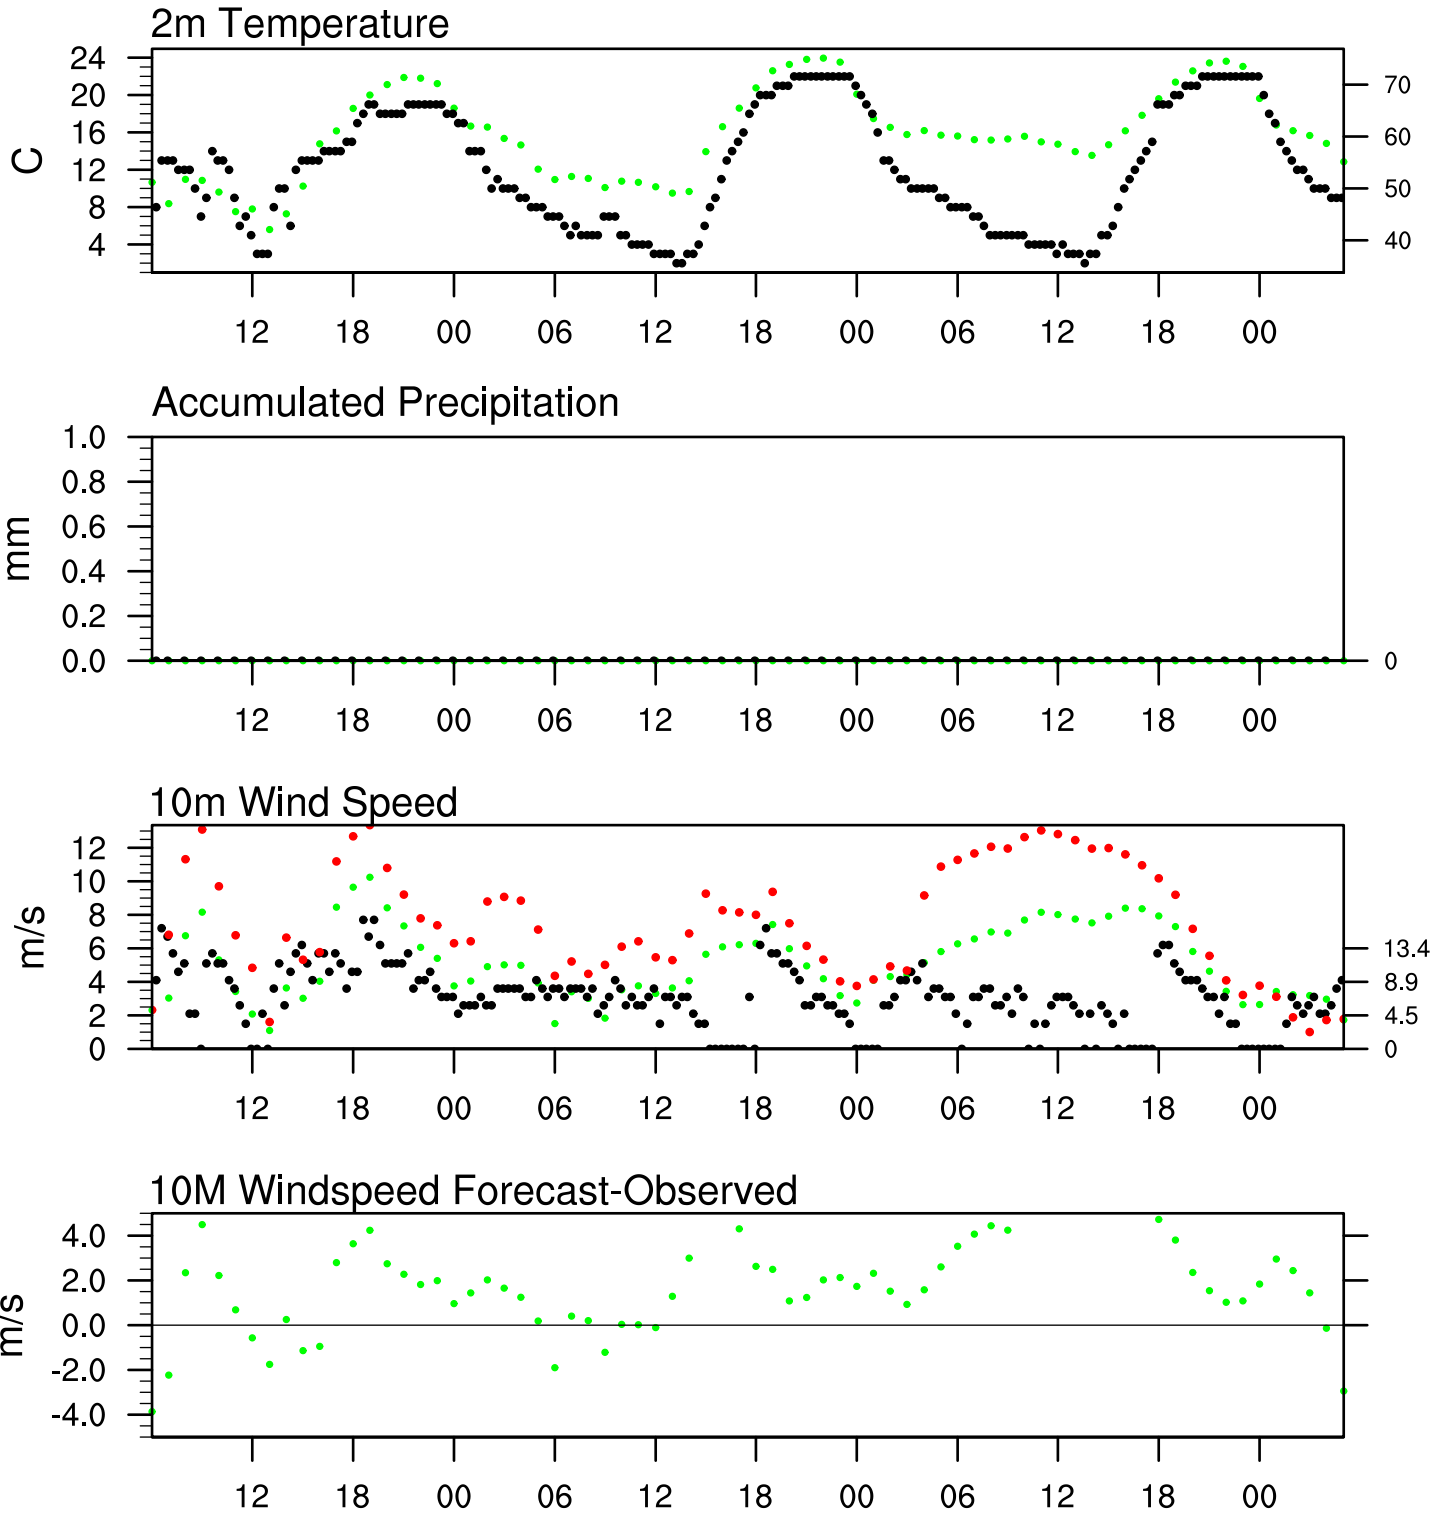 2m Temperature
24
20
16
12
8
4
C
70
60
50
40
12 18 00 06 12 18 00 06 12 18 00
Accumulated Precipitation
1.0
0.8
0.6
0.4
0.2
0.0
mm
0
12 18 00 06 12 18 00 06 12 18 00
10m Wind Speed
12
10
8
6
4
2
0
m/s
13.4
8.9
4.5
0
12 18 00 06 12 18 00 06 12 18 00
10M Windspeed Forecast-Observed
4.0
2.0
0.0
-2.0
-4.0
m/s
12 18 00 06 12 18 00 06 12 18 00